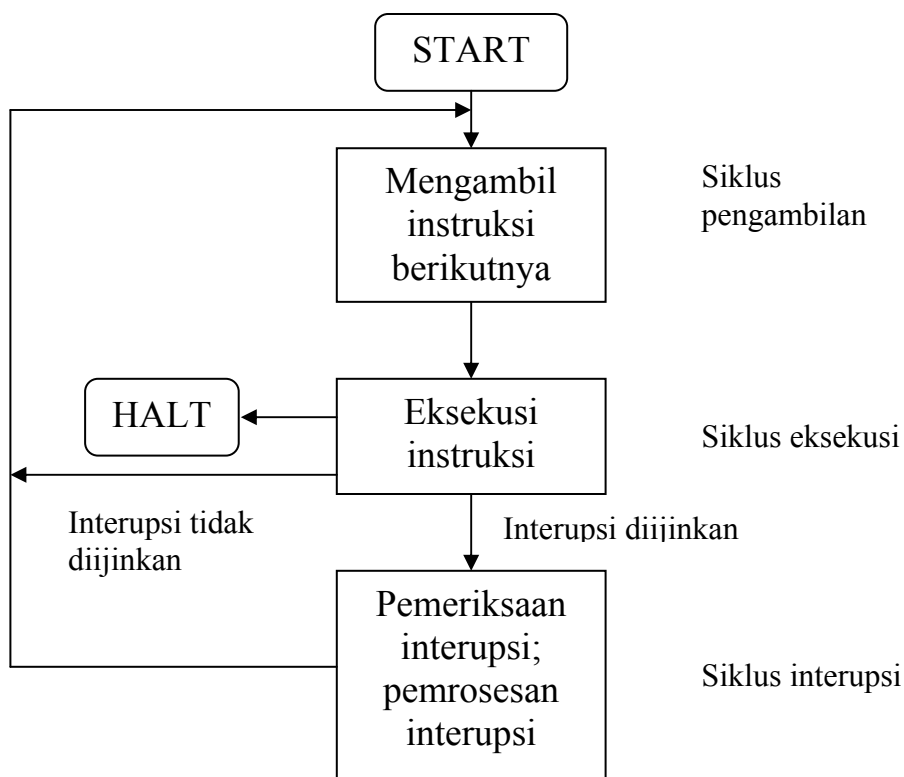 START
Mengambil
instruksi
berikutnya
Siklus
pengambilan
HALT
Eksekusi
instruksi
Siklus eksekusi
Interupsi tidak
diijinkan
Interupsi diijinkan
Pemeriksaan
interupsi;
pemrosesan
interupsi
Siklus interupsi